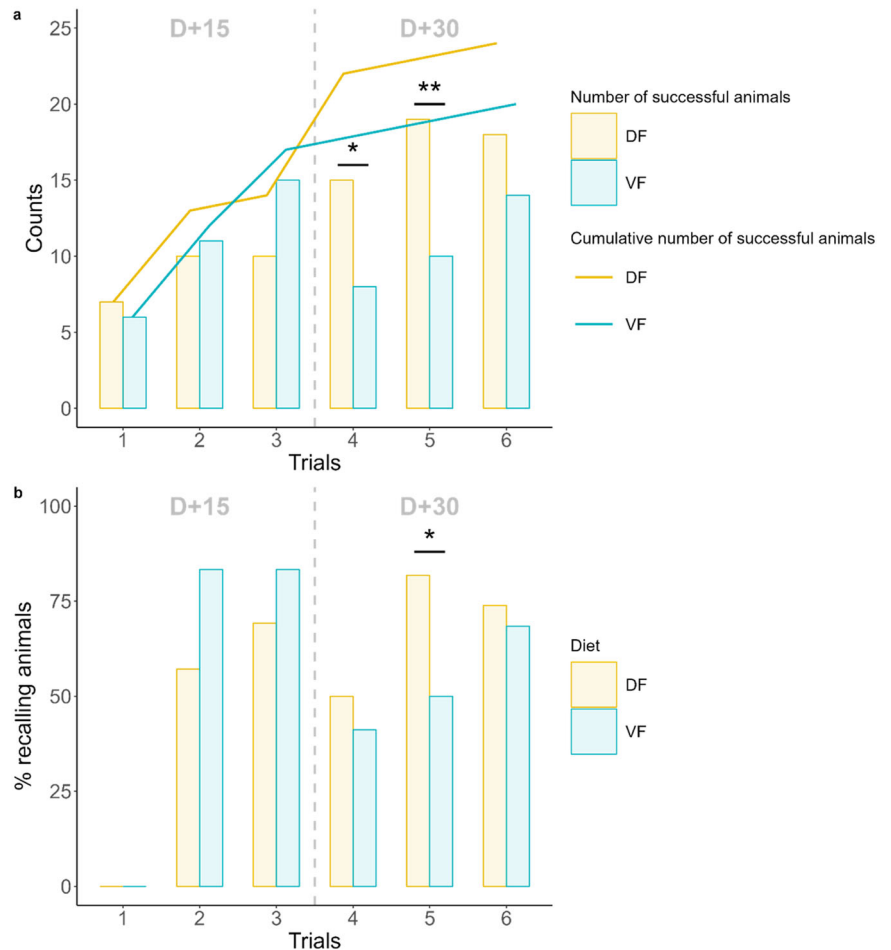 a
D+15 D+30
25
20
15
10
5
0
Counts
* **
1 2 3 4 5 6
Trials
Number of successful animals
DF
VF
Cumulative number of successful animals
DF
VF
b
D+15 D+30
100
75
50
25
0
% recalling animals
*
1 2 3 4 5 6
Trials
Diet
DF
VF